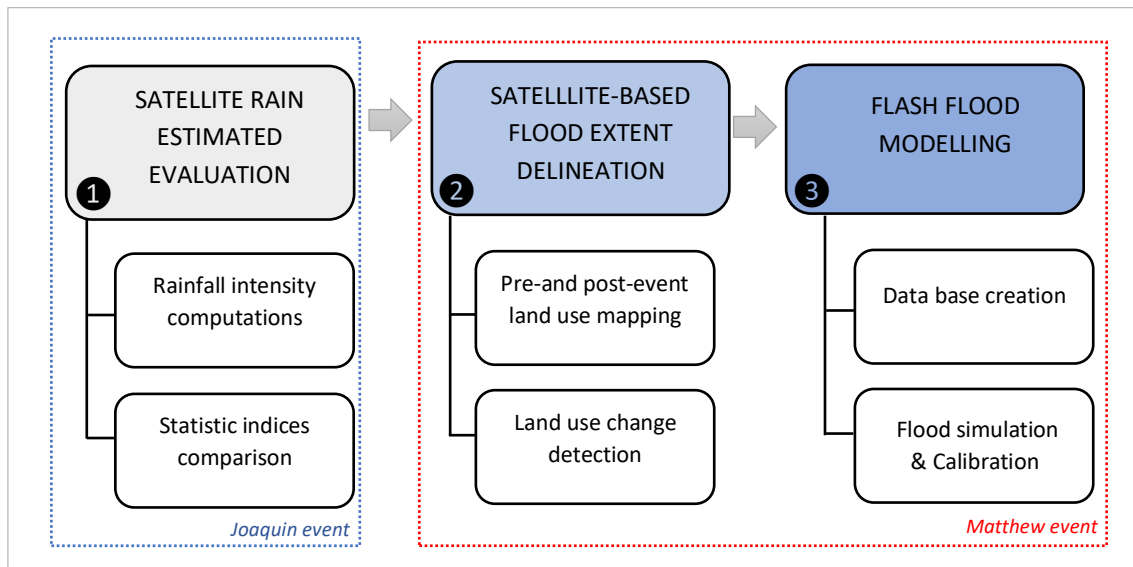 SATELLITE RAIN
ESTIMATED
EVALUATION
1
Rainfall intensity
computations
Statistic indices
comparison
Joaquin event
SATELLLITE-BASED
FLOOD EXTENT
DELINEATION
2
Pre-and post-event
land use mapping
Land use change
detection
FLASH FLOOD
MODELLING
3
Data base creation
Flood simulation
& Calibration
Matthew event